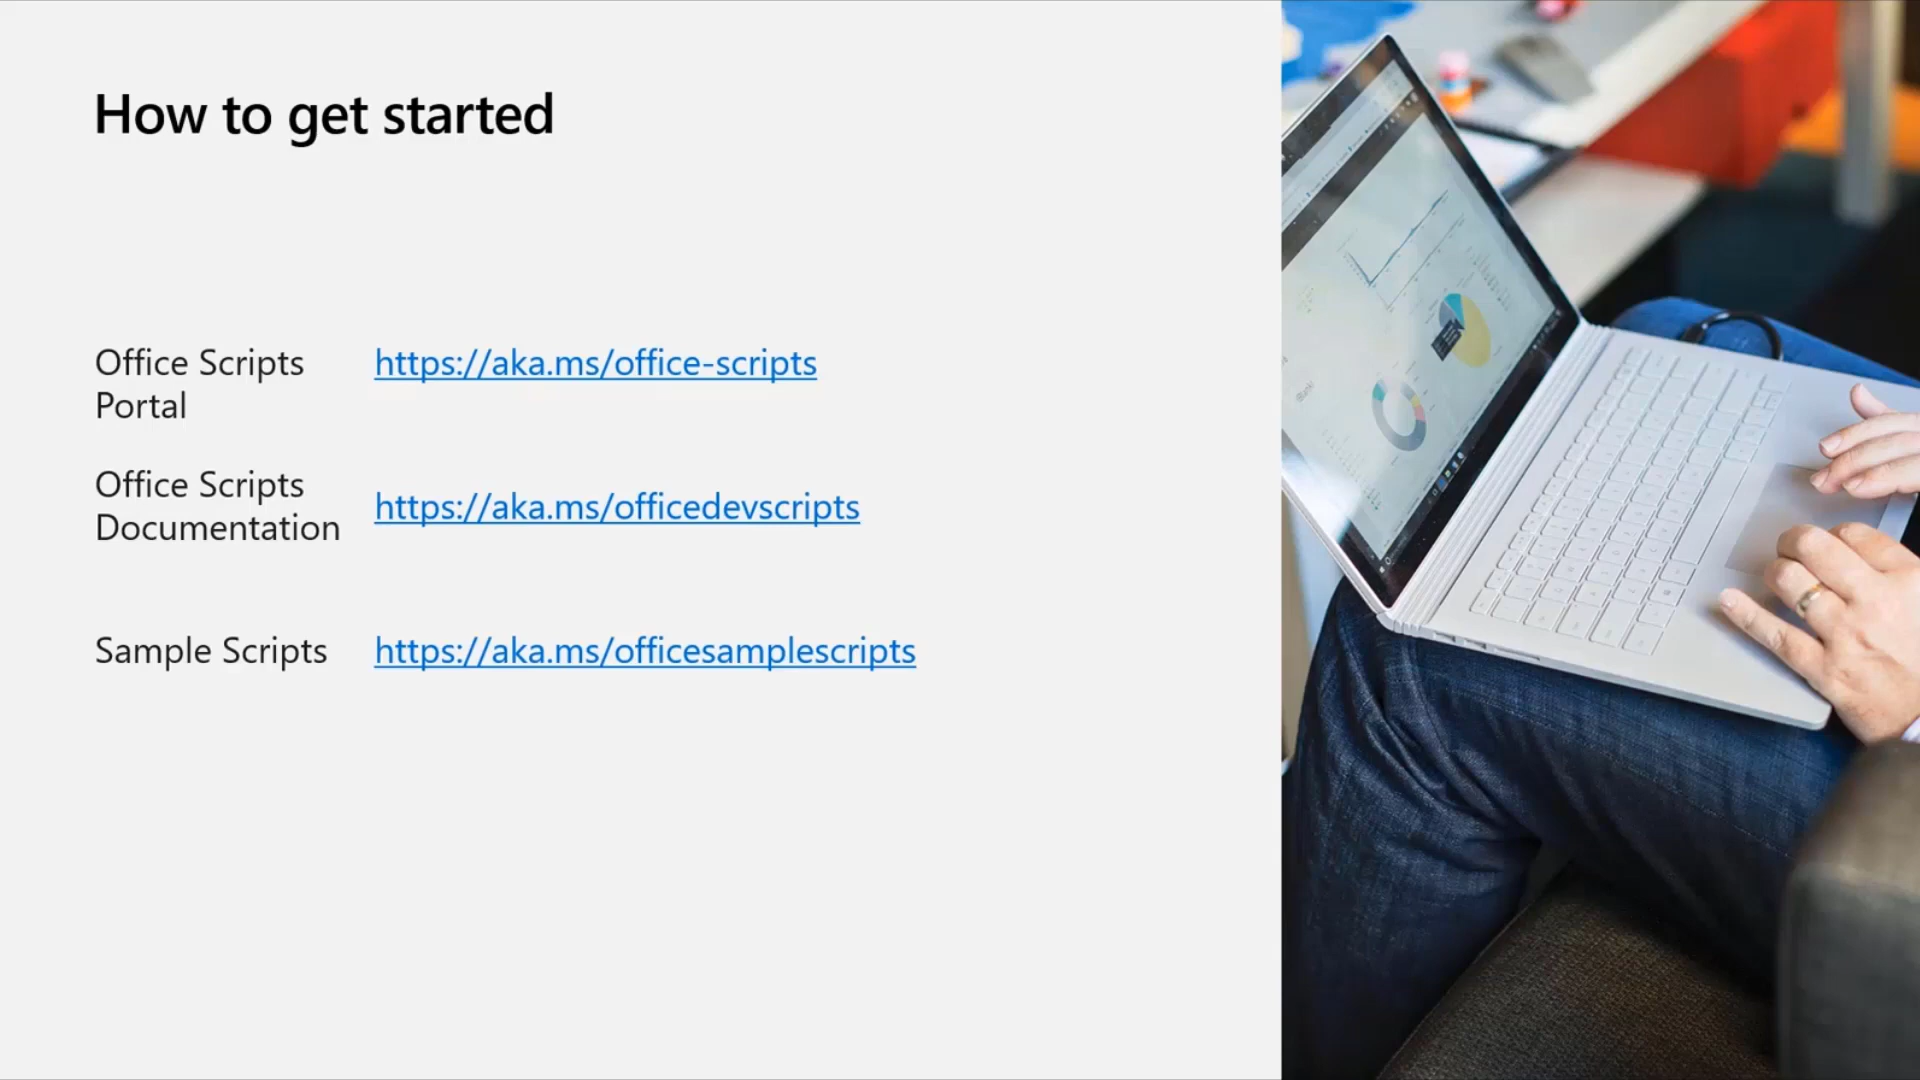 How to get started
Office Scripts
Portal
https://aka.ms/office-scripts
Office Scripts
Documentation
https://aka.ms/officedevscripts
Sample Scripts
https://aka.ms/officesamplescripts